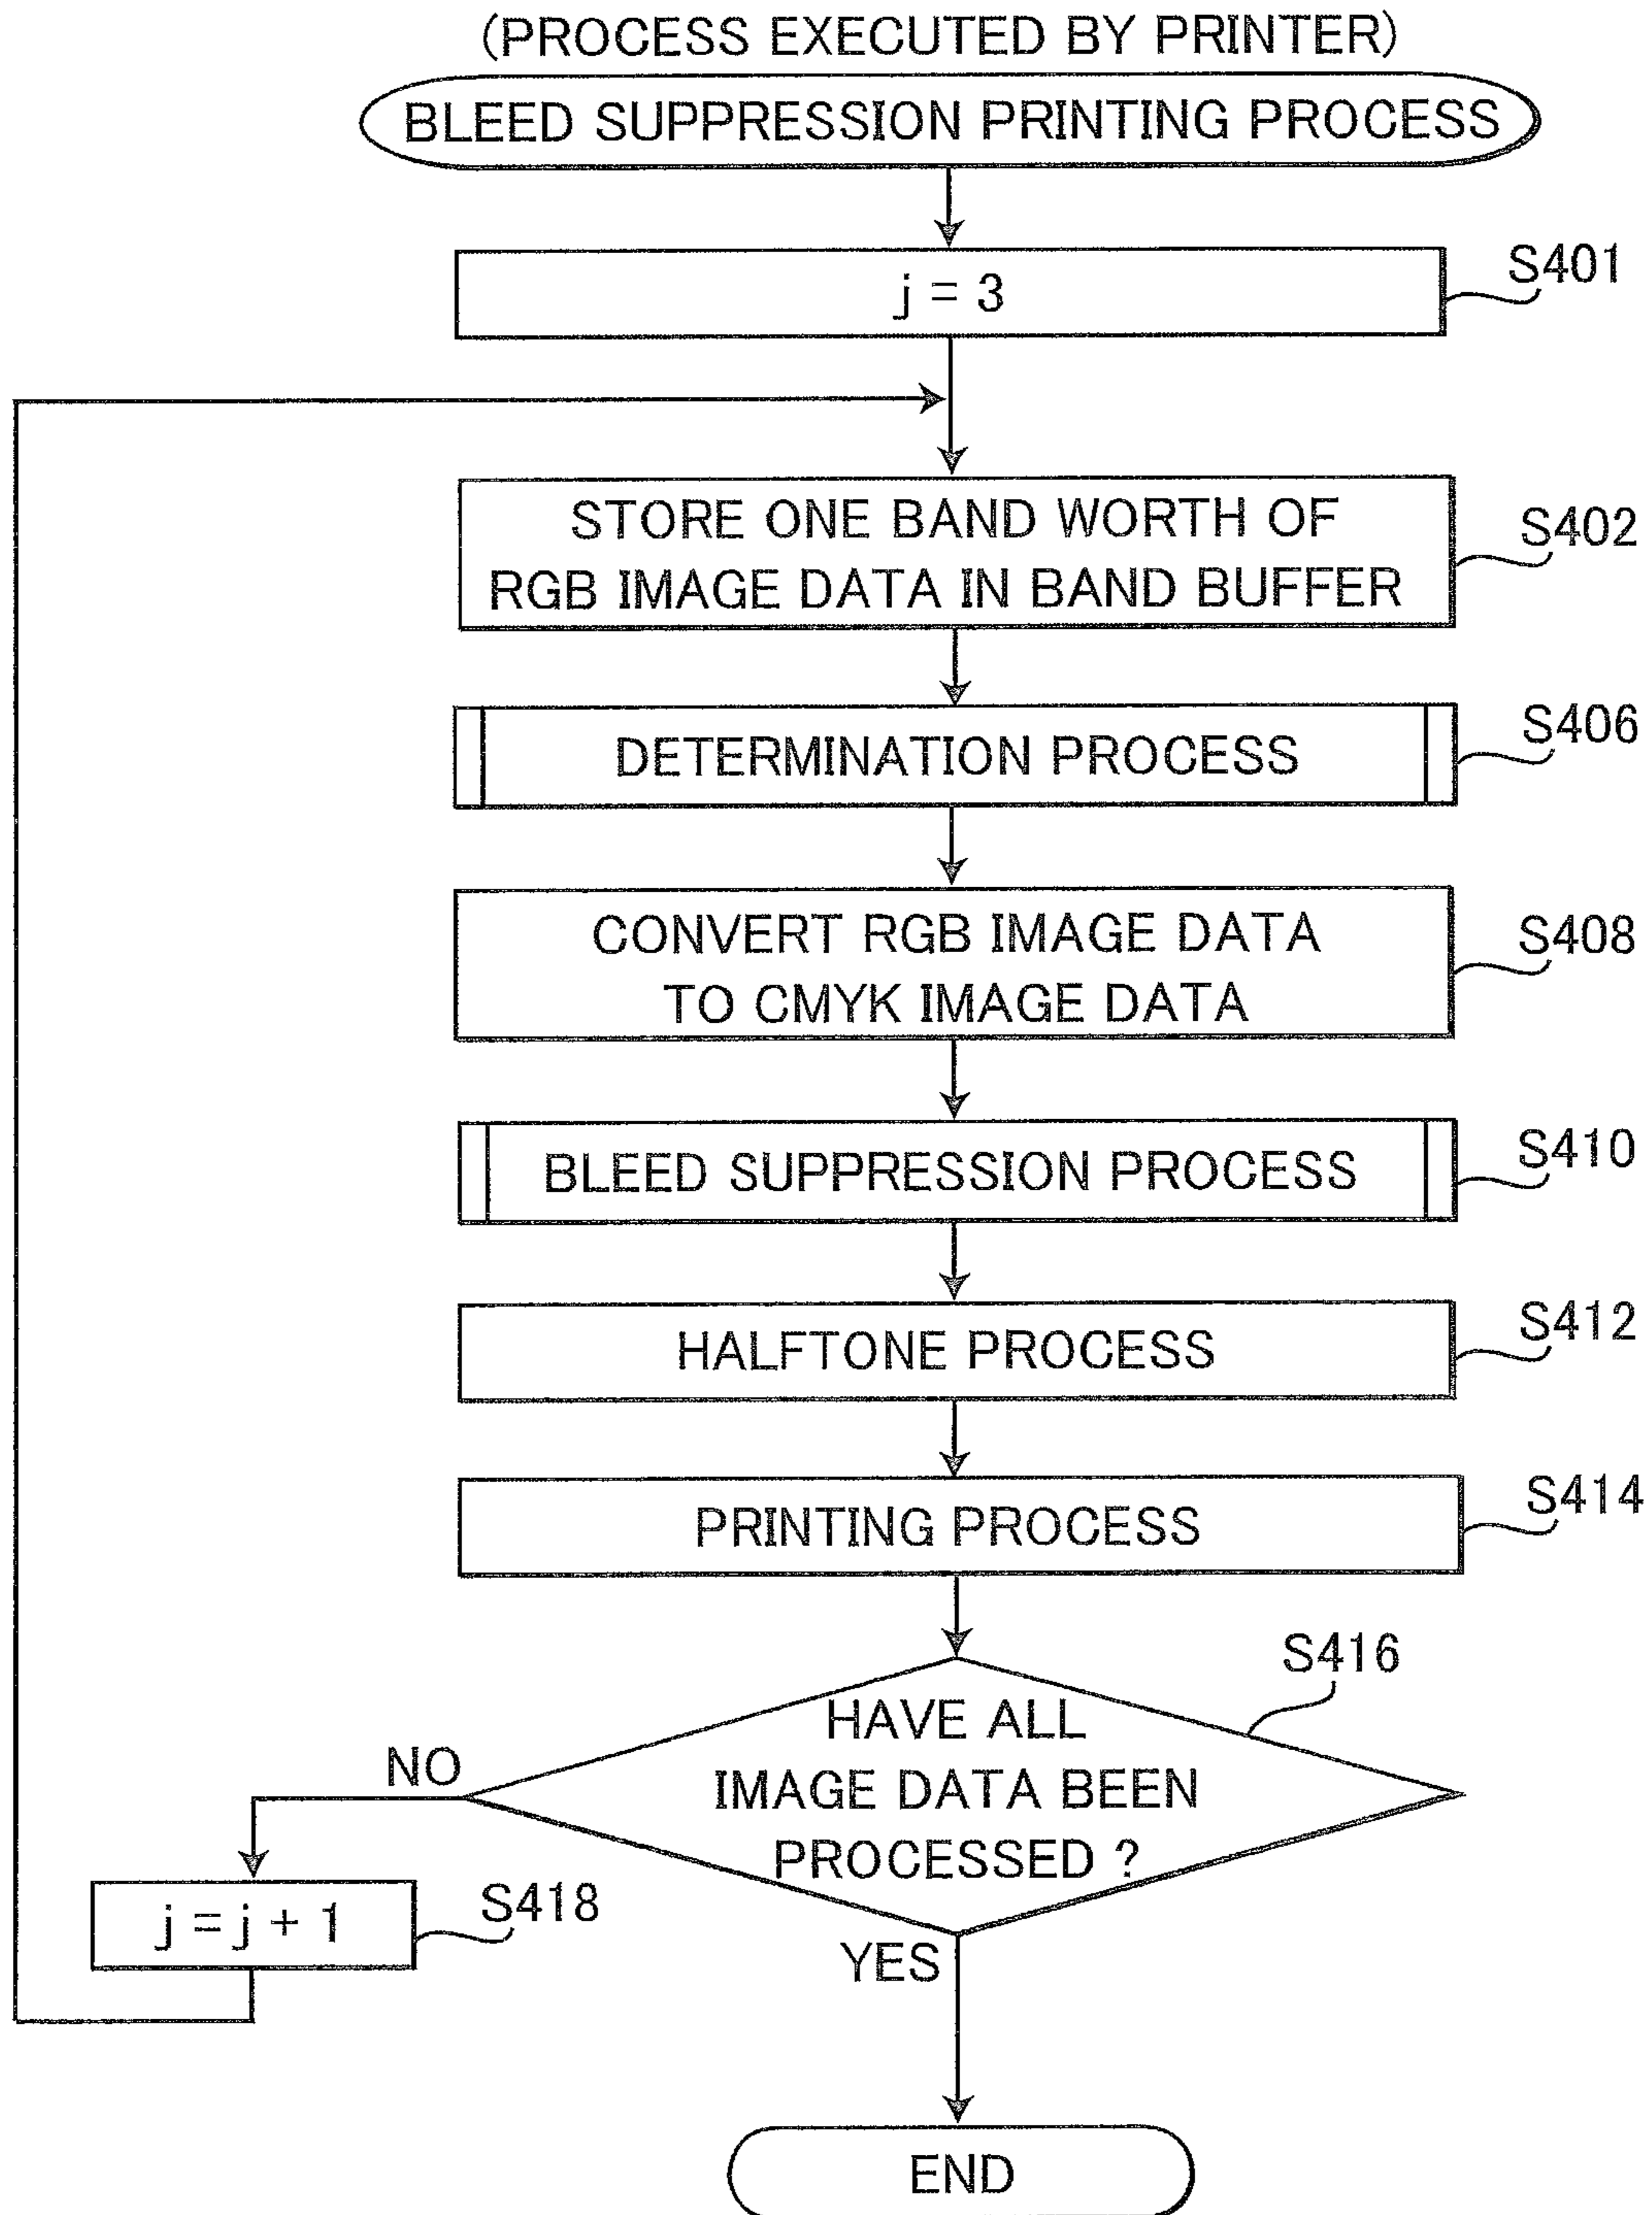 (PROCESS EXECUTED BY PRINTER)
BLEED SUPPRESSION PRINTING PROCESS
S401
j = 3
STORE ONE BAND WORTH OF
RGB IMAGE DATA IN BAND BUFFER
S402
DETERMINATION PROCESS
S406
CONVERT RGB IMAGE DATA
TO CMYK IMAGE DATA
S408
BLEED SUPPRESSION PROCESS
S410
HALFTONE PROCESS
S412
PRINTING PROCESS
S414
S416
HAVE ALL
IMAGE DATA BEEN
PROCESSED ?
NO
j = j + 1
S418
YES
END